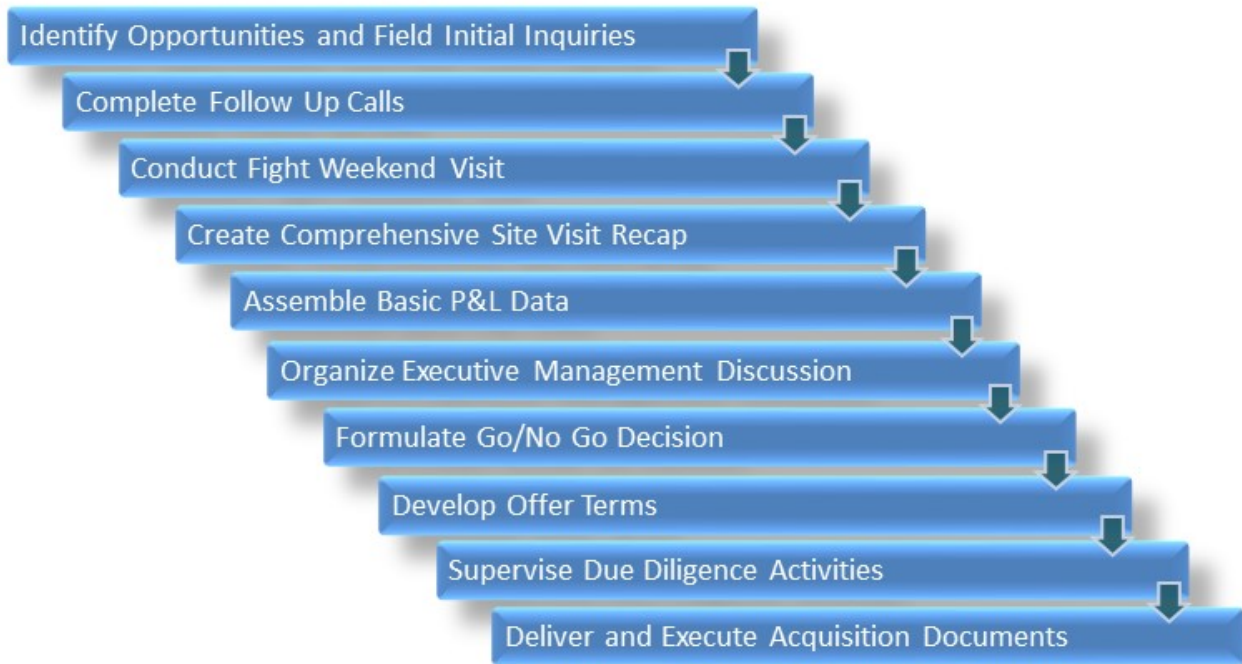 Identify Opportunities and Field Initial Inquiries
Complete Follow Up Calls
Conduct Fight Weekend Visit
Create Comprehensive Site Visit Recap
Assemble Basic P&L Data
Organize Executive Management Discussion
Formulate Go/No Go Decision
Develop Offer Terms
Supervise Due Diligence Activities
Deliver and Execute Acquisition Documents